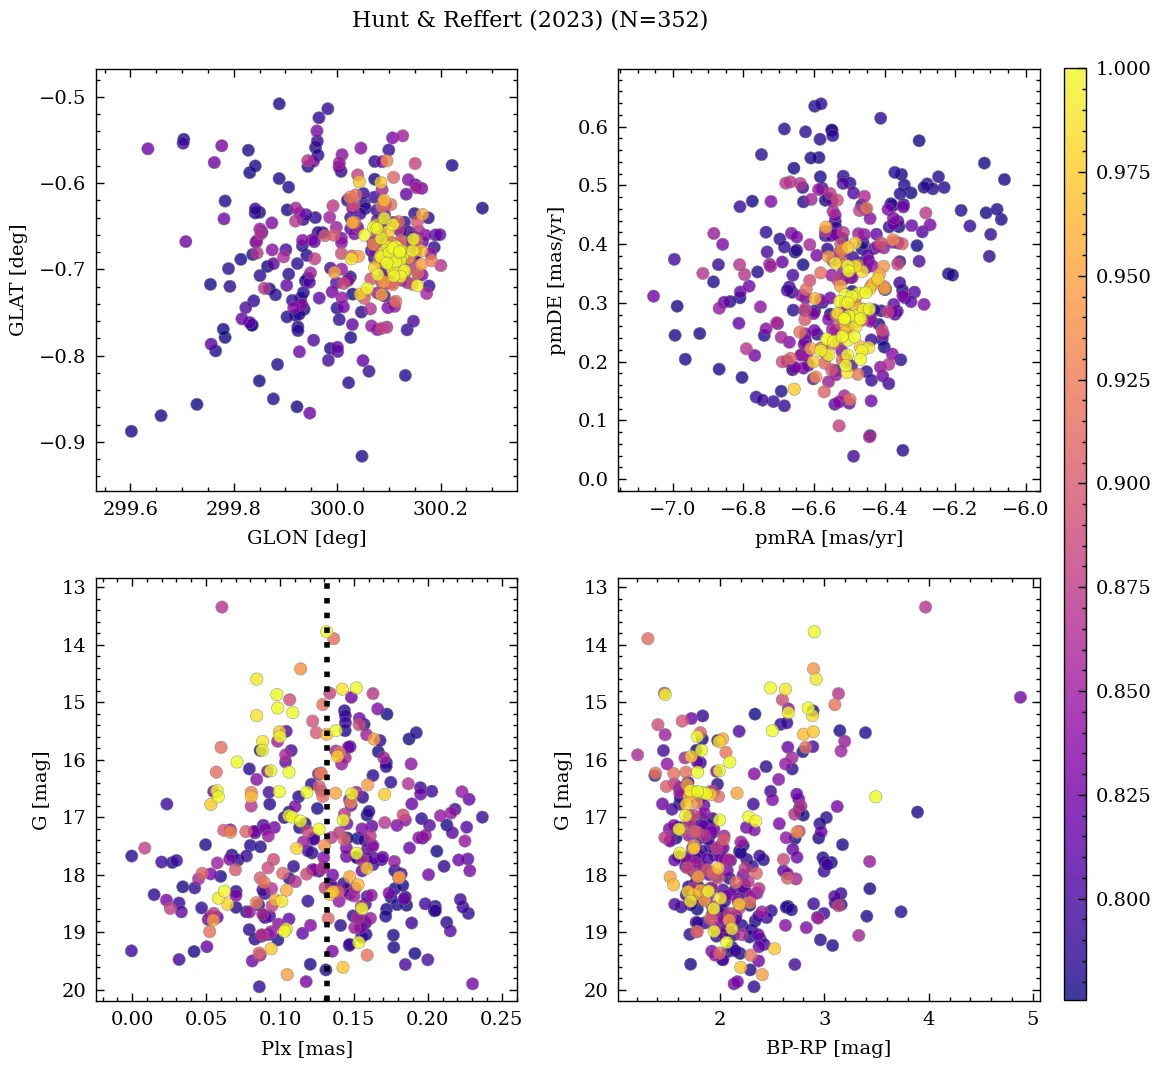 Hunt & Reffert (2023) (N=352)
−0.5
−0.6
−0.7
−0.8
−0.9
GLAT [deg]
299.6 299.8 300.0 300.2
GLON [deg]
0.6
0.5
0.4
0.3
0.2
0.1
0.0
pmDE [mas/yr]
−7.0 −6.8 −6.6 −6.4 −6.2 −6.0
pmRA [mas/yr]
13
14
15
16
17
18
19
20
G [mag]
0.00 0.05 0.10 0.15 0.20 0.25
Plx [mas]
13
14
15
16
17
18
19
20
G [mag]
2 3 4 5
BP-RP [mag]
1.000
0.975
0.950
0.925
0.900
0.875
0.850
0.825
0.800